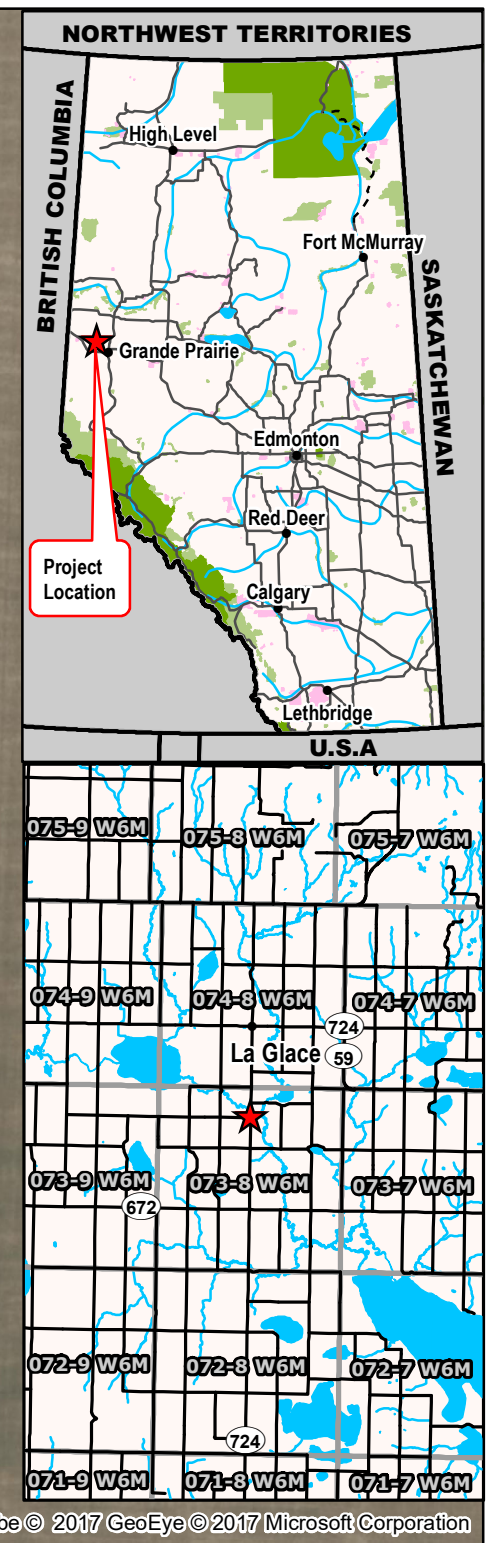 NORTHWEST TERRITORIES
BRITISH COLUMBIA
High Level
Fort McMurray
SASKATCHEWAN
Grande Prairie
Edmonton
Red Deer
Project
Location
Calgary
Lethbridge
U.S.A
075-9 W6M
075-8 W6M
075-7 W6M
074-9 W6M
074-8 W6M
074-7 W6M
724
La Glace
59
073-9 W6M
073-8 W6M
073-7 W6M
672
072-9 W6M
072-8 W6M
072-7 W6M
724
071-9 W6M
071-8 W6M
071-7 W6M
be © 2017 GeoEye © 2017 Microsoft Corporation